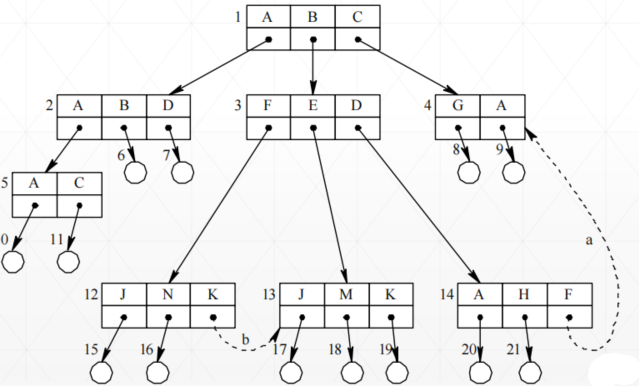 1 A B C
2 A B D
3 F E D
4 G A
6 7
8 9
5 A C
0 11
a
12 J N K
13 J M K
14 A H F
b
15 16
17 18 19
20 21